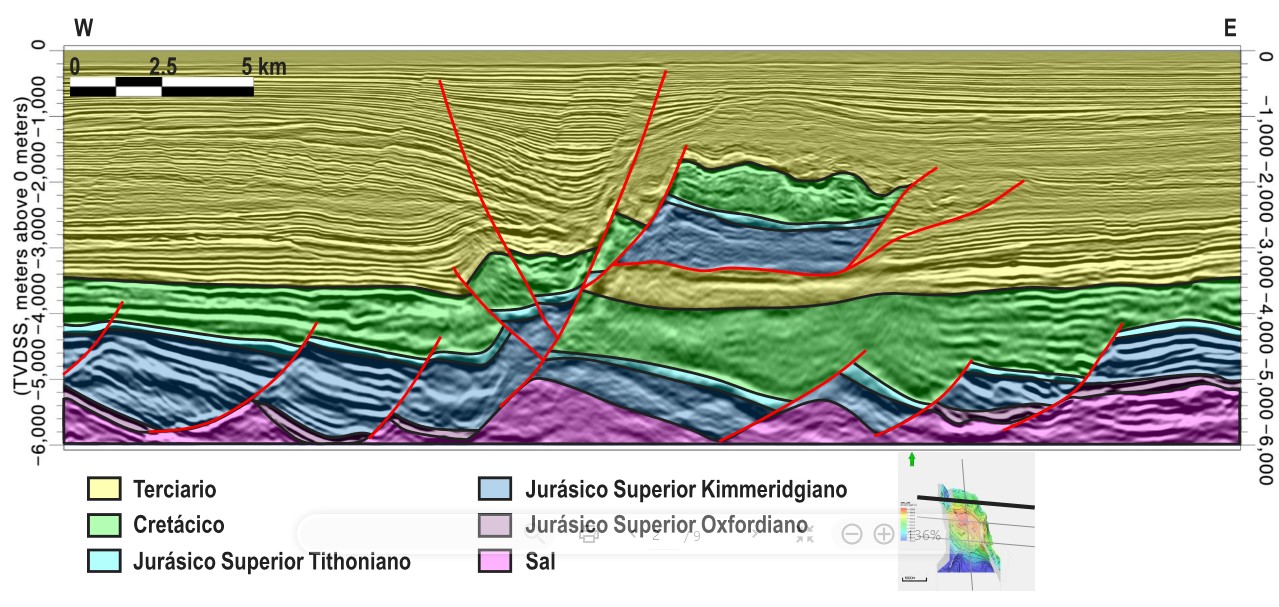 W E
0 2.5 5 km
(TVDSS, meters above 0 meters)
0
−1,000
−2,000
−3,000
−4,000
−5,000
−6,000
0
−1,000
−2,000
−3,000
−4,000
−5,000
−6,000
Terciario
Cretácico
Jurásico Superior Tithoniano
Jurásico Superior Kimmeridgiano
Jurásico Superior Oxfordiano
Sal
2 /9
136%